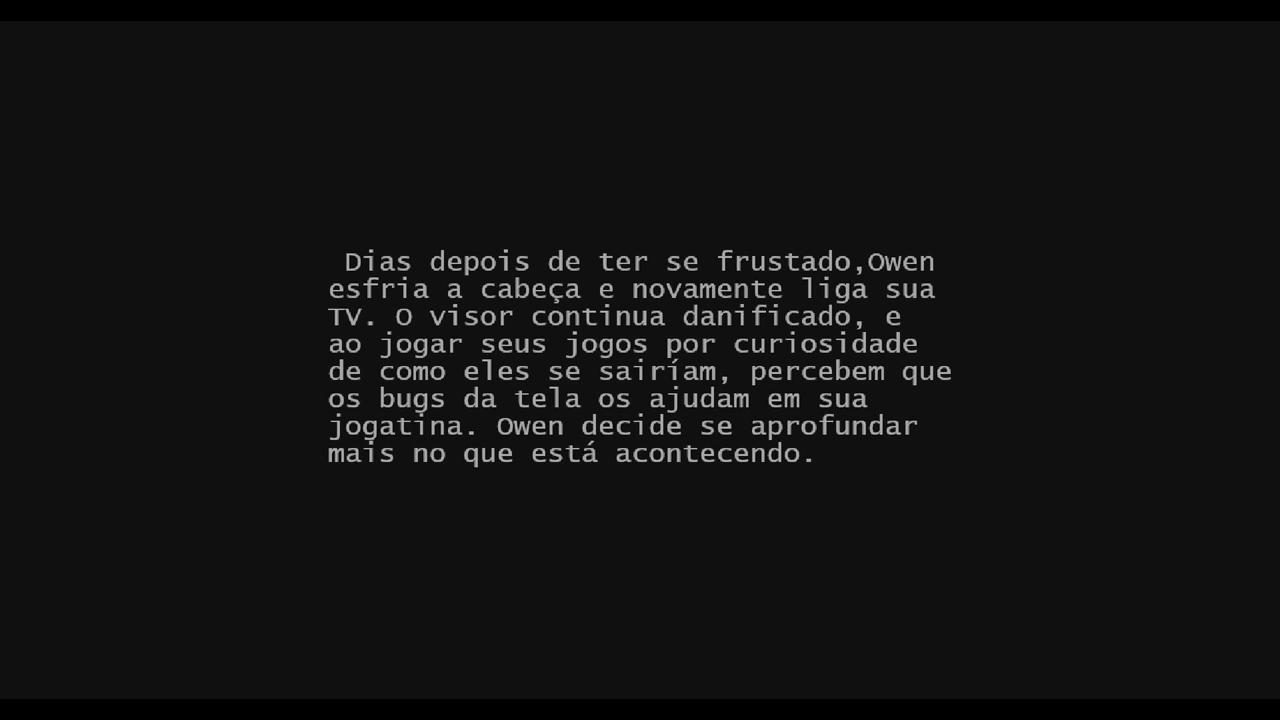 Dias depois de ter se frustado,Owen
esfria a cabeça e novamente liga sua
TV. O visor continua danificado, e
ao jogar seus jogos por curiosidade
de como eles se sairíam, percebem que
os bugs da tela os ajudam em sua
jogatina. Owen decide se aprofundar
mais no que está acontecendo.